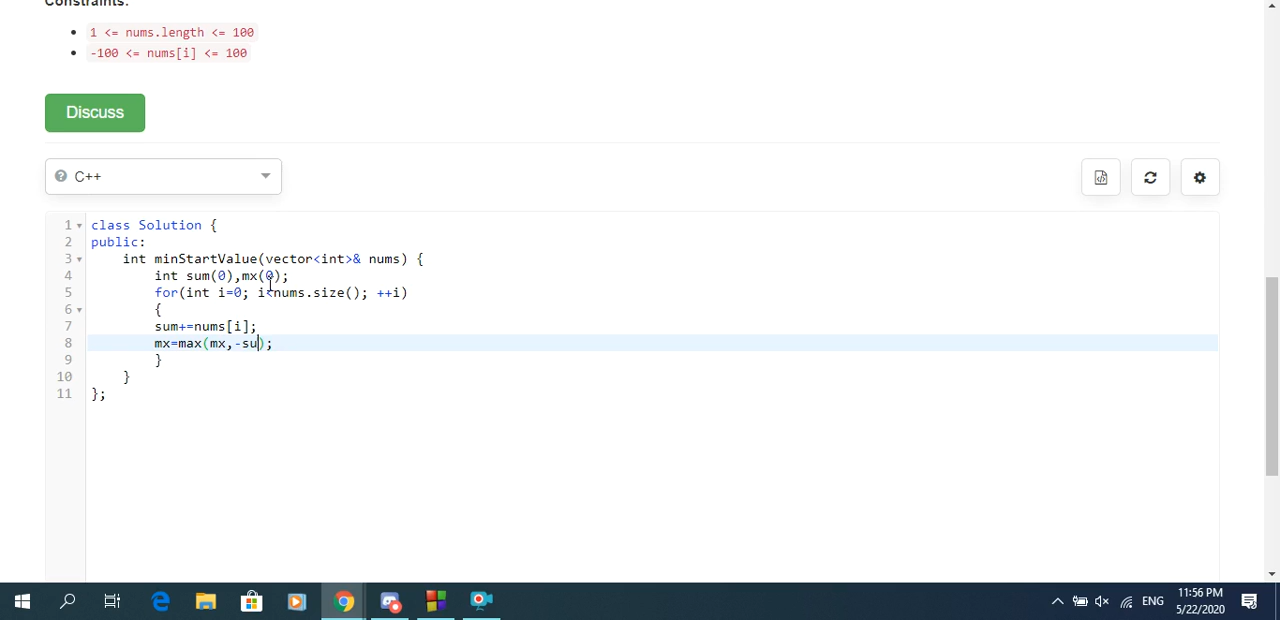 Constraints:
1 <= nums.length <= 100
-100 <= nums[i] <= 100
Discuss
C++
1 class Solution {
2 public:
3 int minStartValue(vector<int>& nums) {
4 int sum(0),mx(0);
5 for(int i=0; i<nums.size(); ++i)
6 {
7 sum+=nums[i];
8 mx=max(mx,-su);
9 }
10 }
11 };
ENG
11:56 PM
5/22/2020